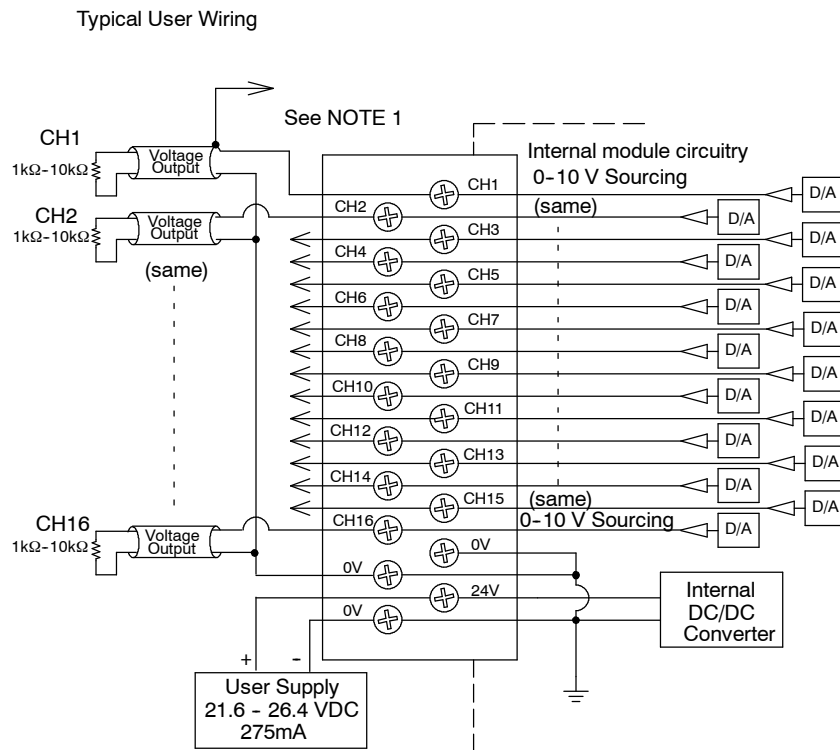 Typical User Wiring
See NOTE 1
CH1
1kΩ-10kΩ
Voltage
Output
Internal module circuitry
0-10 V Sourcing
CH1
D/A
CH2
1kΩ-10kΩ
Voltage
Output
CH2
(same)
D/A
CH3
D/A
(same)
CH4
D/A
CH5
D/A
CH6
D/A
CH7
D/A
CH8
D/A
CH9
D/A
CH10
D/A
CH11
D/A
CH12
D/A
CH13
D/A
CH14
D/A
CH15
(same)
D/A
CH16
1kΩ-10kΩ
Voltage
Output
CH16
0-10 V Sourcing
D/A
0V
0V
24V
0V
Internal
DC/DC
Converter
+ -
User Supply
21.6 - 26.4 VDC
275mA